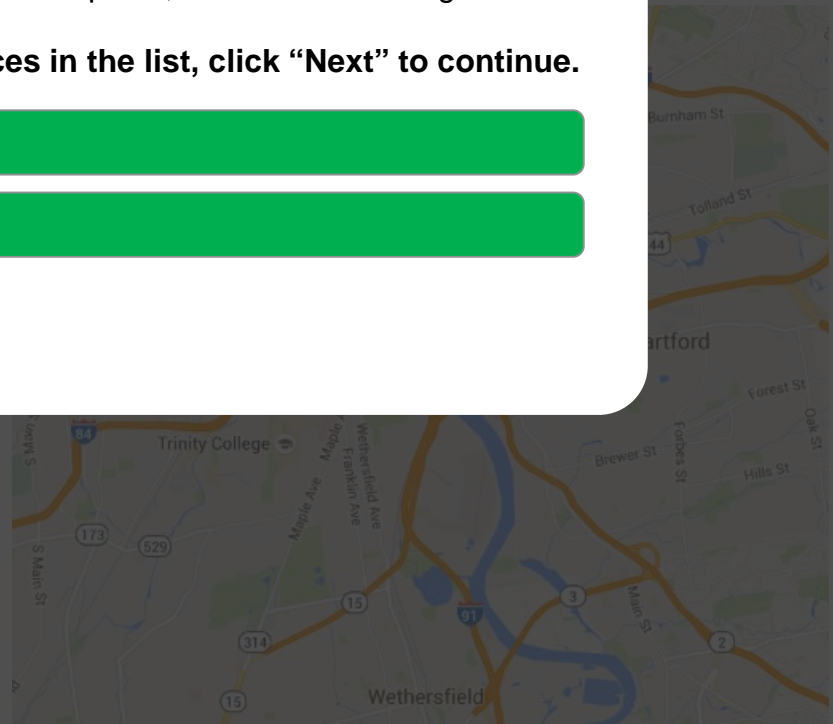 ces in the list, click “Next” to continue.
Burnham St
Tolland St
44
artford
Forest St
Oak St
S Main S
84
Trinity College
Maple A
Wethersfield Ave
Franklin Ave
Maple Ave
Brewer St
Forbes St
Hills St
173
529
S Main St
15
91
3
Main St
2
314
15
Wethersfield